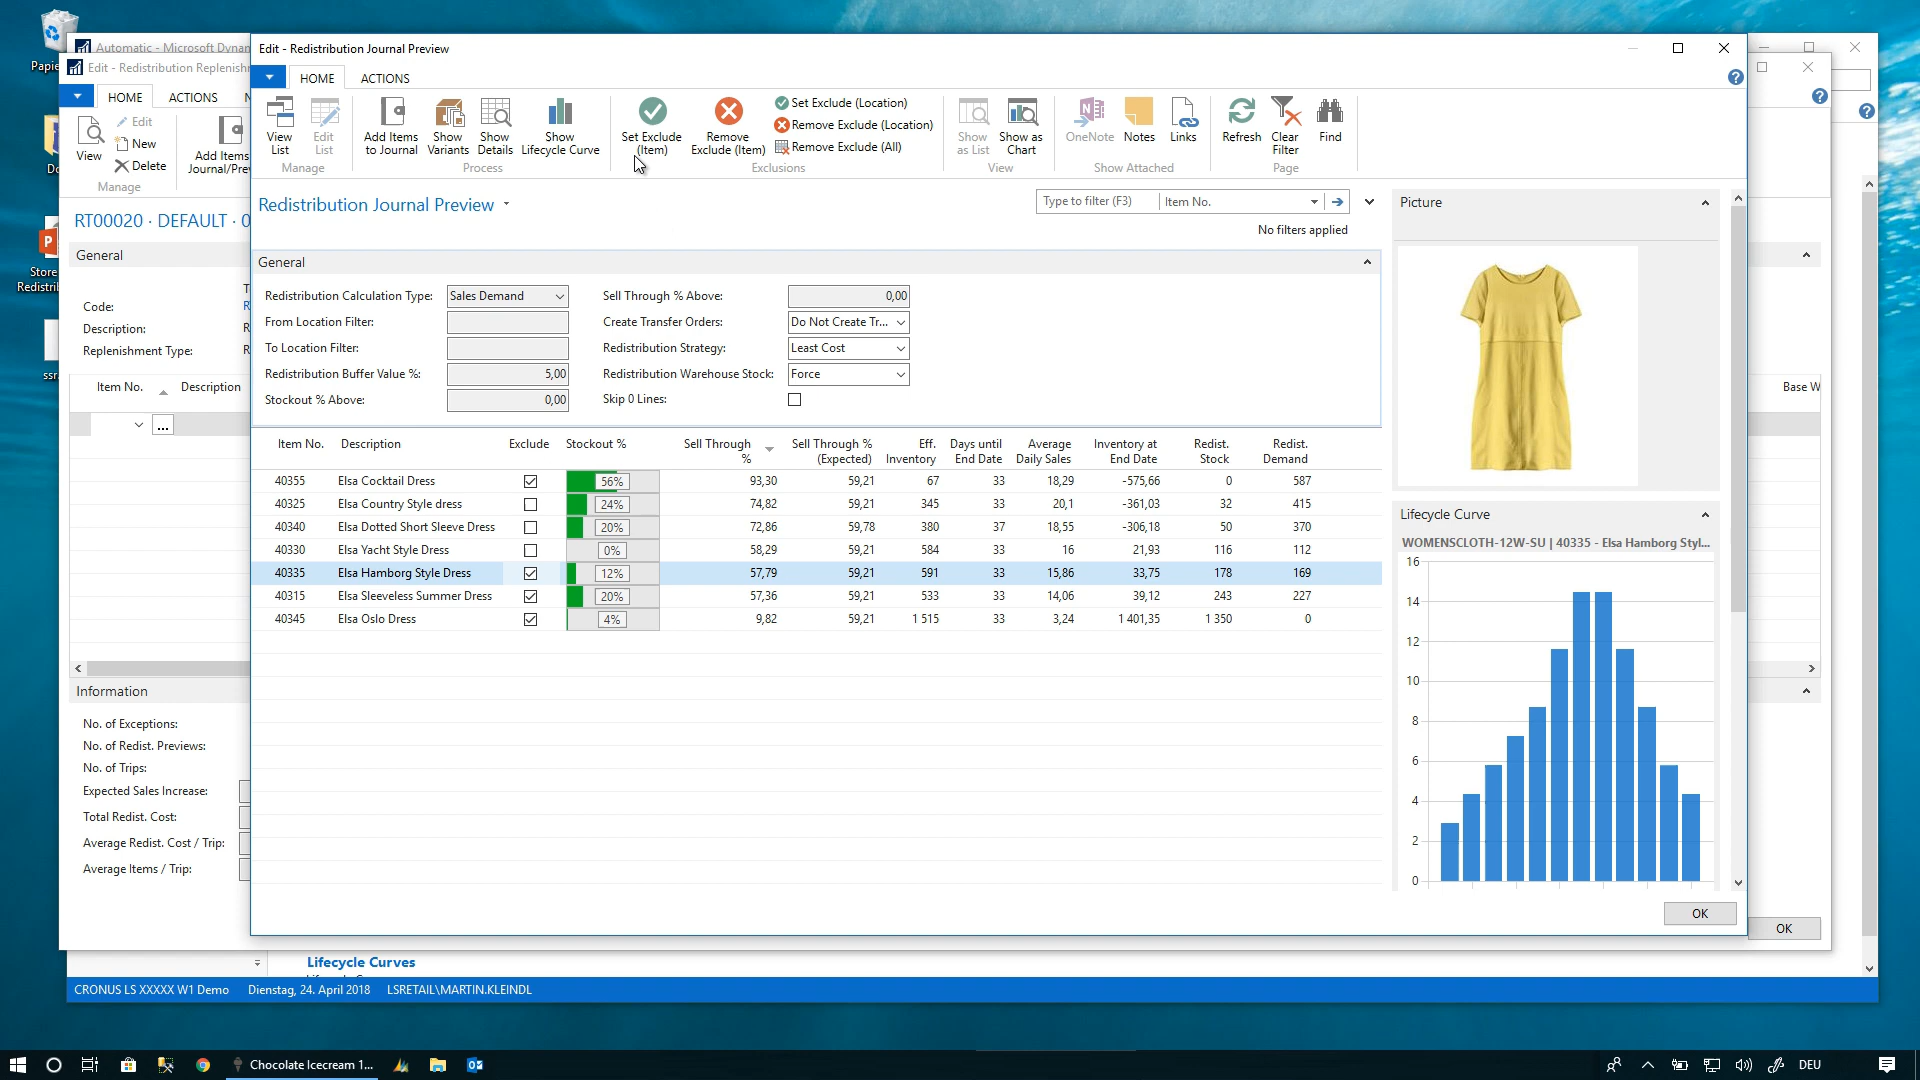 Papie
Automatic - Microsoft Dynan
Edit - Redistribution Replenishr
HOME
ACTIONS
N
View
Edit
New
Delete
Manage
Add Items
Journal/Prev
RT00020 · DEFAULT · 0
General
Code:
Description:
Replenishment Type:
Item No.
Description
...
Base W
Information
No. of Exceptions:
No. of Redist. Previews:
No. of Trips:
Expected Sales Increase:
Total Redist. Cost:
Average Redist. Cost / Trip:
Average Items / Trip:
Store
Redistrib
ssr.
Edit - Redistribution Journal Preview
HOME
ACTIONS
View List
Edit List
Manage
Add Items to Journal
Show Variants
Show Details
Show Lifecycle Curve
Process
Set Exclude (Item)
Remove Exclude (Item)
Set Exclude (Location)
Remove Exclude (Location)
Remove Exclude (All)
Exclusions
Show as List
Show as Chart
View
OneNote
Notes
Links
Show Attached
Refresh
Clear Filter
Find
Page
Redistribution Journal Preview
Type to filter (F3)
Item No.
No filters applied
General
Redistribution Calculation Type: Sales Demand
From Location Filter:
To Location Filter:
Redistribution Buffer Value %: 5,00
Stockout % Above: 0,00
Sell Through % Above: 0,00
Create Transfer Orders: Do Not Create Tr...
Redistribution Strategy: Least Cost
Redistribution Warehouse Stock: Force
Skip 0 Lines:
Item No. Description Exclude Stockout % Sell Through % Sell Through % (Expected) Eff. Inventory Days until End Date Average Daily Sales Inventory at End Date Redist. Stock Redist. Demand
40355 Elsa Cocktail Dress 56% 93,30 59,21 67 33 18,29 -575,66 0 587
40325 Elsa Country Style dress 24% 74,82 59,21 345 33 20,1 -361,03 32 415
40340 Elsa Dotted Short Sleeve Dress 20% 72,86 59,78 380 37 18,55 -306,18 50 370
40330 Elsa Yacht Style Dress 0% 58,29 59,21 584 33 16 21,93 116 112
40335 Elsa Hamborg Style Dress 12% 57,79 59,21 591 33 15,86 33,75 178 169
40315 Elsa Sleeveless Summer Dress 20% 57,36 59,21 533 33 14,06 39,12 243 227
40345 Elsa Oslo Dress 4% 9,82 59,21 1 515 33 3,24 1 401,35 1 350 0
Picture
Lifecycle Curve
WOMENSCLOTH-12W-SU | 40335 - Elsa Hamborg Styl...
16
14
12
10
8
6
4
2
0
OK
OK
Lifecycle Curves
CRONUS LS XXXXX W1 Demo Dienstag, 24. April 2018 LSRETAIL\MARTIN.KLEINDL
Chocolate Icecream 1...
DEU